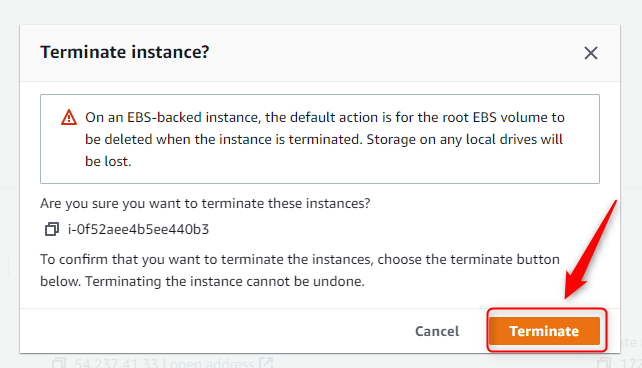 Terminate instance?
On an EBS-backed instance, the default action is for the root EBS volume to
be deleted when the instance is terminated. Storage on any local drives will
be lost.
Are you sure you want to terminate these instances?
i-0f52aee4b5ee440b3
To confirm that you want to terminate the instances, choose the terminate button
below. Terminating the instance cannot be undone.
Cancel
Terminate
54.237.41.33 | open address